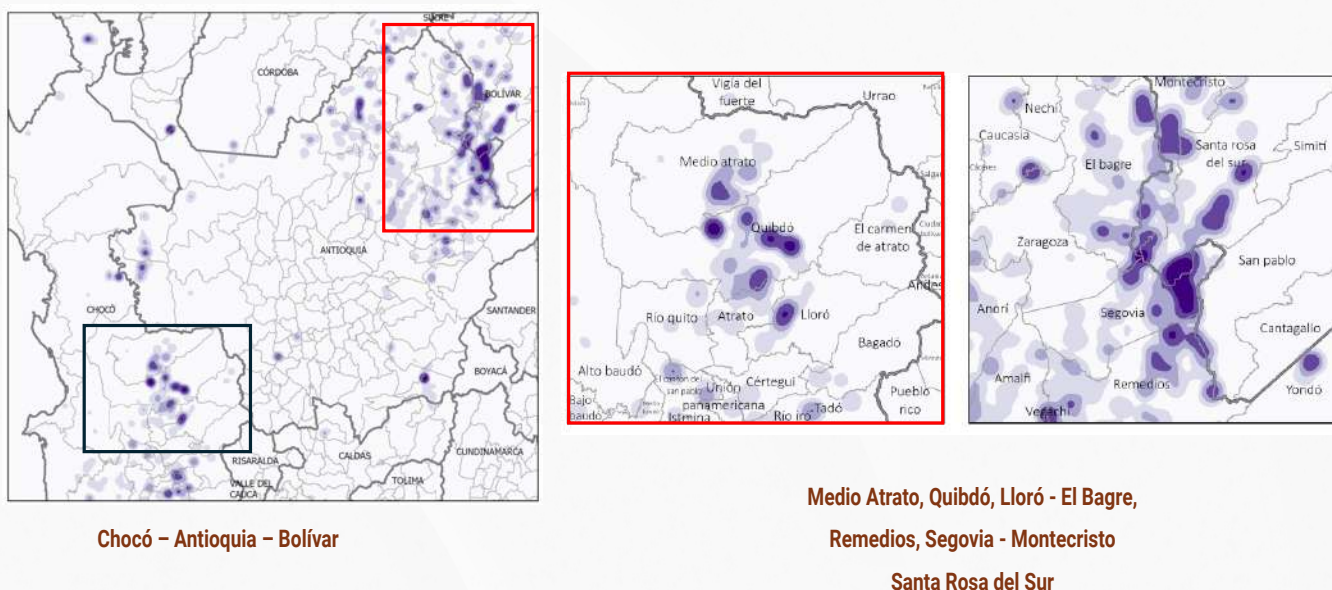 SUCRE
CÓRDOBA
BOLÍVAR
ANTIOQUIA
SANTANDER
CHOCÓ
BOYACÁ
RISARALDA
CALDAS
CUNDINAMARCA
VALLE DEL
CAUCA
TOLIMA
Chocó – Antioquia – Bolívar
Vigía del
fuerte
Urrao
Medio atrato
Quibdó
El carmen
de atrato
Andes
Río quito
Atrato
Lloró
Bagadó
Alto baudó
Unión
panamericana
Cértegui
Pueblo
rico
Bajo
baudó
Istmina
Río iró
Tadó
Montecristo
Nechí
Caucasia
Santa rosa
del sur
Simití
El bagre
Zaragoza
San pablo
Anorí
Segovia
Cantagallo
Amalfi
Remedios
Yondó
Vegachí
Medio Atrato, Quibdó, Lloró - El Bagre,
Remedios, Segovia - Montecristo
Santa Rosa del Sur